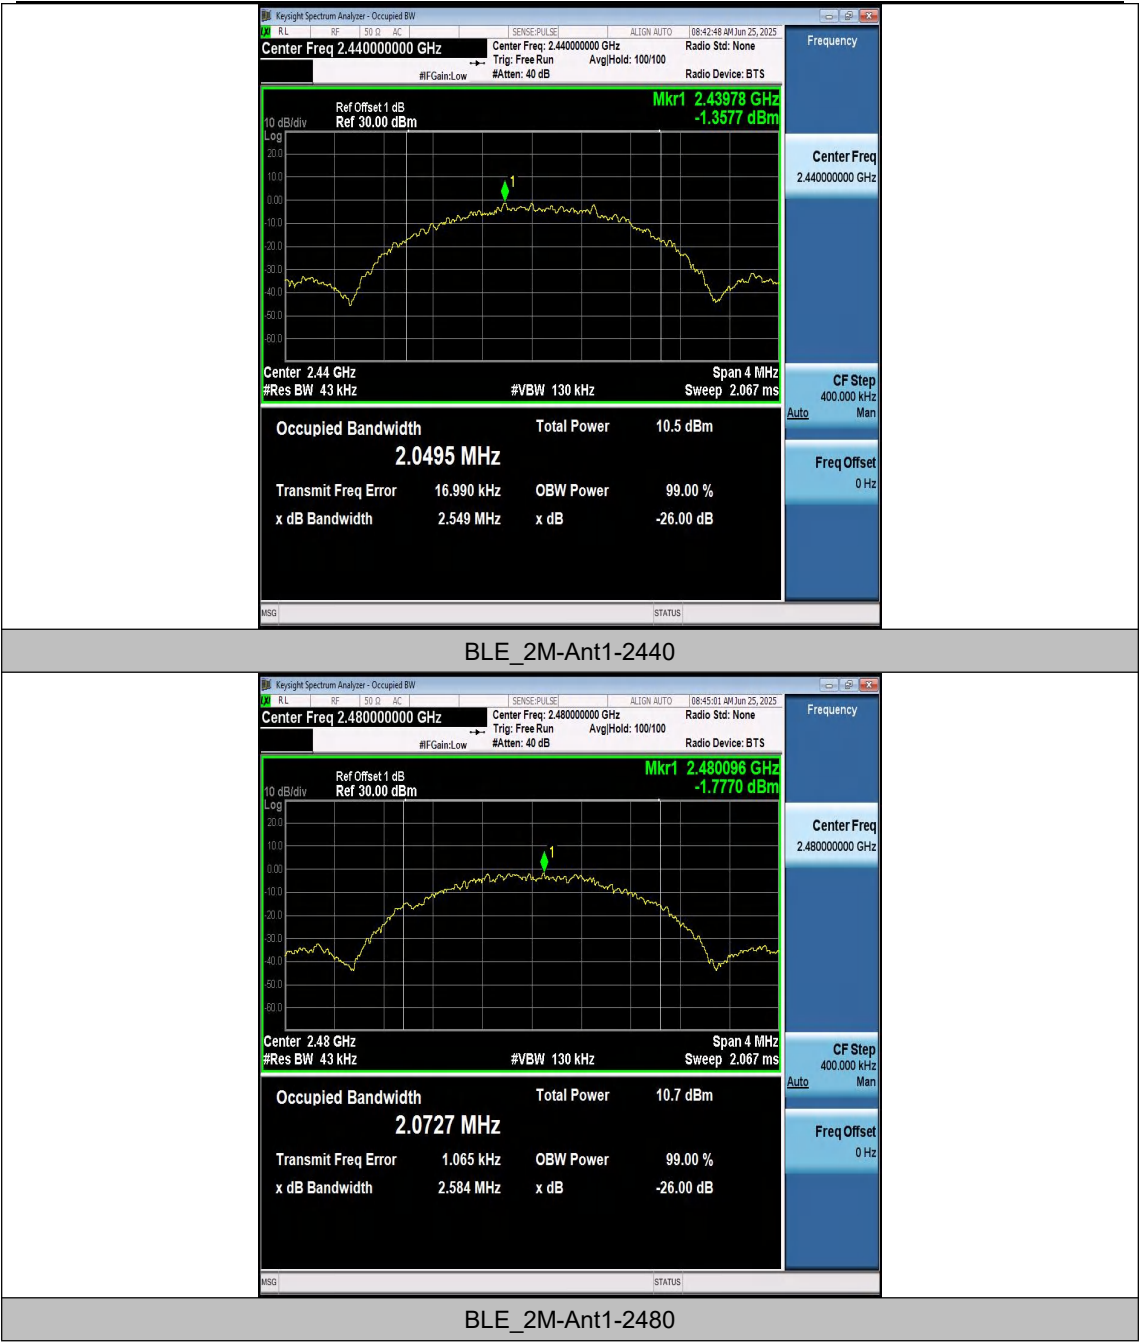 Keysight Spectrum Analyzer - Occupied BW
RL RF 50 Ω AC SENSE:PULSE ALIGN AUTO 08:42:48 AM Jun 25, 2025
Center Freq 2.440000000 GHz
Center Freq: 2.440000000 GHz Radio Std: None
Trig: Free Run Avg|Hold: 100/100
#IFGain:Low #Atten: 40 dB Radio Device: BTS
Frequency
Mkr1 2.43978 GHz
-1.3577 dBm
Ref Offset 1 dB
10 dB/div Ref 30.00 dBm
Log
20.0
10.0
0.00
-10.0
-20.0
-30.0
-40.0
-50.0
-60.0
1
Center 2.44 GHz Span 4 MHz
#Res BW 43 kHz #VBW 130 kHz Sweep 2.067 ms
Center Freq
2.440000000 GHz
CF Step
400.000 kHz
Auto Man
Freq Offset
0 Hz
Occupied Bandwidth Total Power 10.5 dBm
2.0495 MHz
Transmit Freq Error 16.990 kHz OBW Power 99.00 %
x dB Bandwidth 2.549 MHz x dB -26.00 dB
MSG STATUS
BLE_2M-Ant1-2440
Keysight Spectrum Analyzer - Occupied BW
RL RF 50 Ω AC SENSE:PULSE ALIGN AUTO 08:45:01 AM Jun 25, 2025
Center Freq 2.480000000 GHz
Center Freq: 2.480000000 GHz Radio Std: None
Trig: Free Run Avg|Hold: 100/100
#IFGain:Low #Atten: 40 dB Radio Device: BTS
Frequency
Mkr1 2.480096 GHz
-1.7770 dBm
Ref Offset 1 dB
10 dB/div Ref 30.00 dBm
Log
20.0
10.0
0.00
-10.0
-20.0
-30.0
-40.0
-50.0
-60.0
1
Center 2.48 GHz Span 4 MHz
#Res BW 43 kHz #VBW 130 kHz Sweep 2.067 ms
Center Freq
2.480000000 GHz
CF Step
400.000 kHz
Auto Man
Freq Offset
0 Hz
Occupied Bandwidth Total Power 10.7 dBm
2.0727 MHz
Transmit Freq Error 1.065 kHz OBW Power 99.00 %
x dB Bandwidth 2.584 MHz x dB -26.00 dB
MSG STATUS
BLE_2M-Ant1-2480